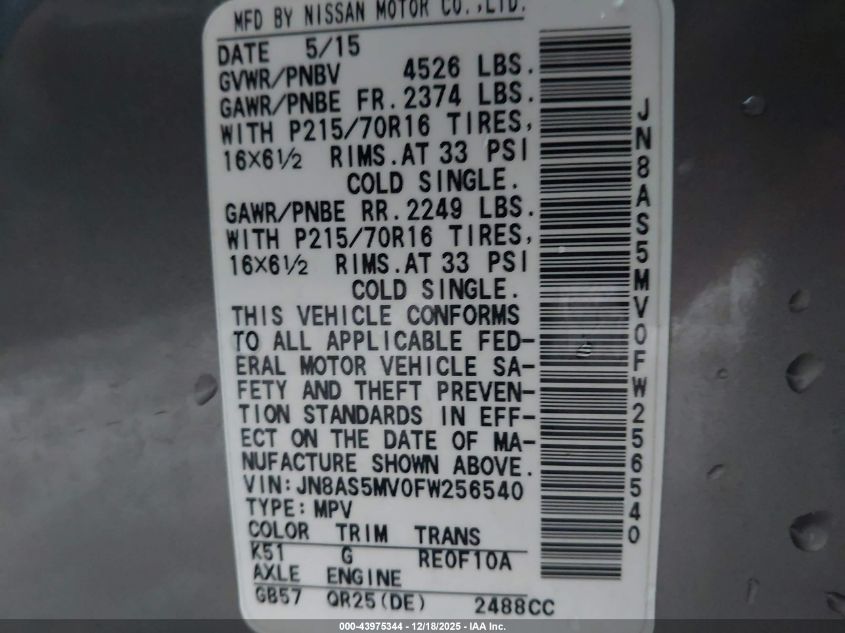 MFD BY NISSAN MOTOR CO.,LTD.
DATE 5/15
GVWR/PNBV 4526 LBS.
GAWR/PNBE FR. 2374 LBS.
WITH P215/70R16 TIRES,
16X6½ RIMS. AT 33 PSI
COLD SINGLE.
GAWR/PNBE RR. 2249 LBS.
WITH P215/70R16 TIRES,
16X6½ RIMS. AT 33 PSI
COLD SINGLE.
THIS VEHICLE CONFORMS
TO ALL APPLICABLE FED-
ERAL MOTOR VEHICLE SA-
FETY AND THEFT PREVEN-
TION STANDARDS IN EFF-
ECT ON THE DATE OF MA-
NUFACTURE SHOWN ABOVE.
VIN: JN8AS5MV0FW256540
TYPE: MPV
COLOR TRIM TRANS
K51 G RE0F10A
AXLE ENGINE
GB57 QR25(DE) 2488CC
JN8AS5MV0FW256540
000-43975344 - 12/18/2025 - IAA Inc.